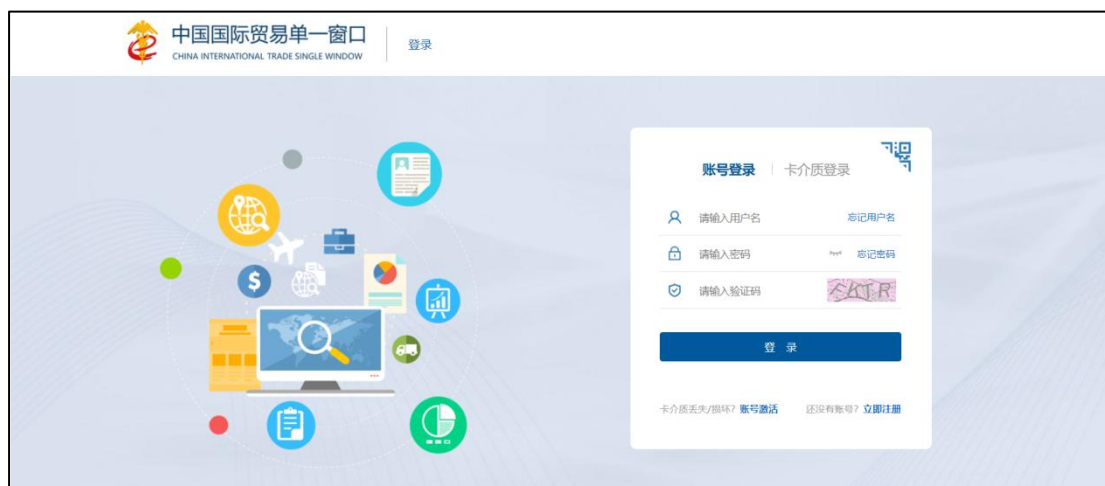 中国国际贸易单一窗口
CHINA INTERNATIONAL TRADE SINGLE WINDOW
登录
账号登录
卡介质登录
请输入用户名
忘记用户名
请输入密码
忘记密码
请输入验证码
登 录
卡介质丢失/损坏? 账号激活
还没有账号? 立即注册